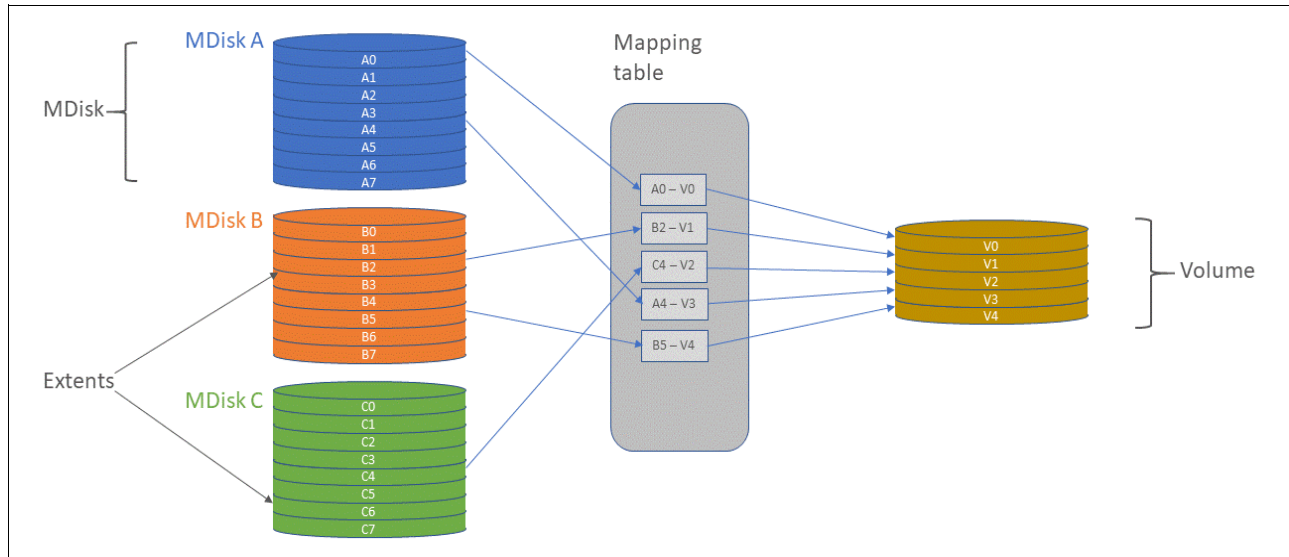 MDisk
MDisk A
A0
A1
A2
A3
A4
A5
A6
A7
MDisk B
B0
B1
B2
B3
B4
B5
B6
B7
Extents
MDisk C
C0
C1
C2
C3
C4
C5
C6
C7
Mapping
table
A0 – V0
B2 – V1
C4 – V2
A4 – V3
B5 – V4
V0
V1
V2
V3
V4
Volume